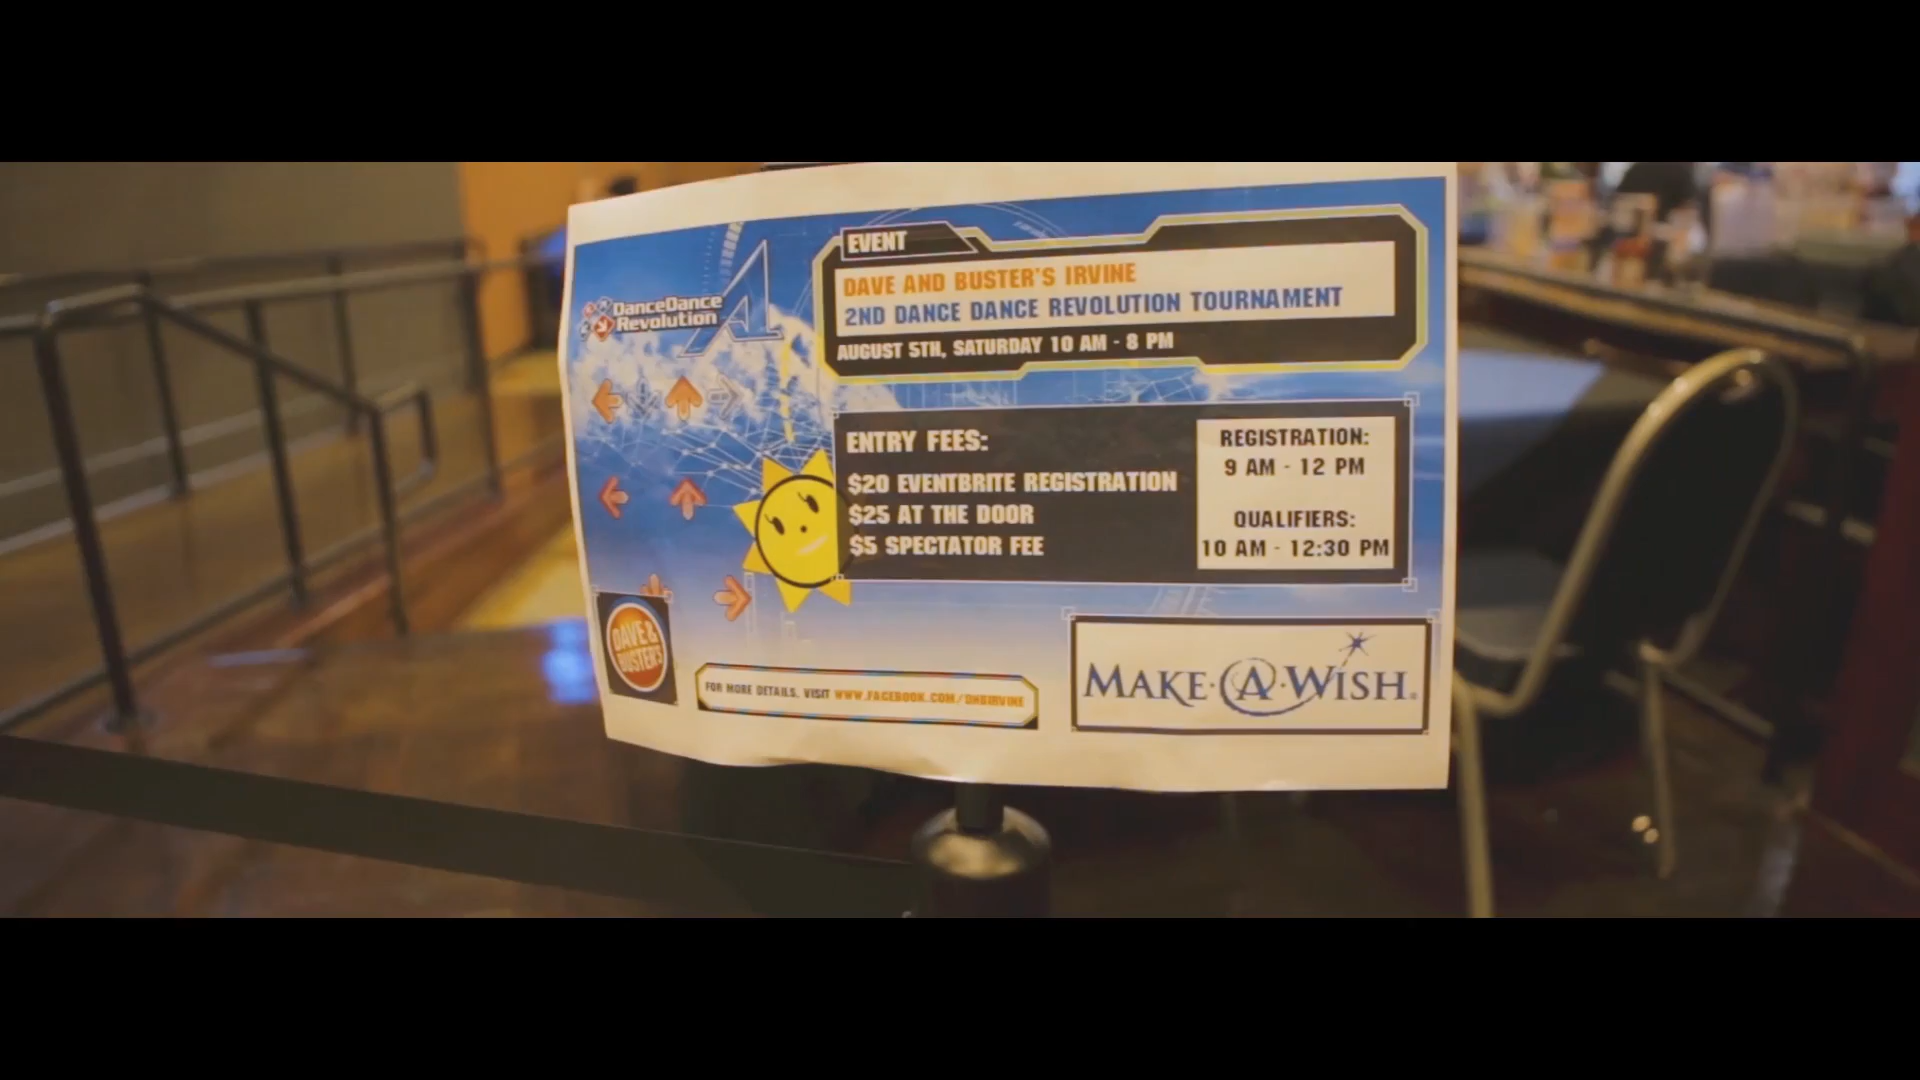 DanceDance
Revolution A
EVENT
DAVE AND BUSTER'S IRVINE
2ND DANCE DANCE REVOLUTION TOURNAMENT
AUGUST 5TH, SATURDAY 10 AM - 8 PM
ENTRY FEES:
$20 EVENTBRITE REGISTRATION
$25 AT THE DOOR
$5 SPECTATOR FEE
REGISTRATION:
9 AM - 12 PM
QUALIFIERS:
10 AM - 12:30 PM
DAVE &
BUSTER'S
FOR MORE DETAILS, VISIT WWW.FACEBOOK.COM/DNBIRVINE
MAKE·A·WISH®